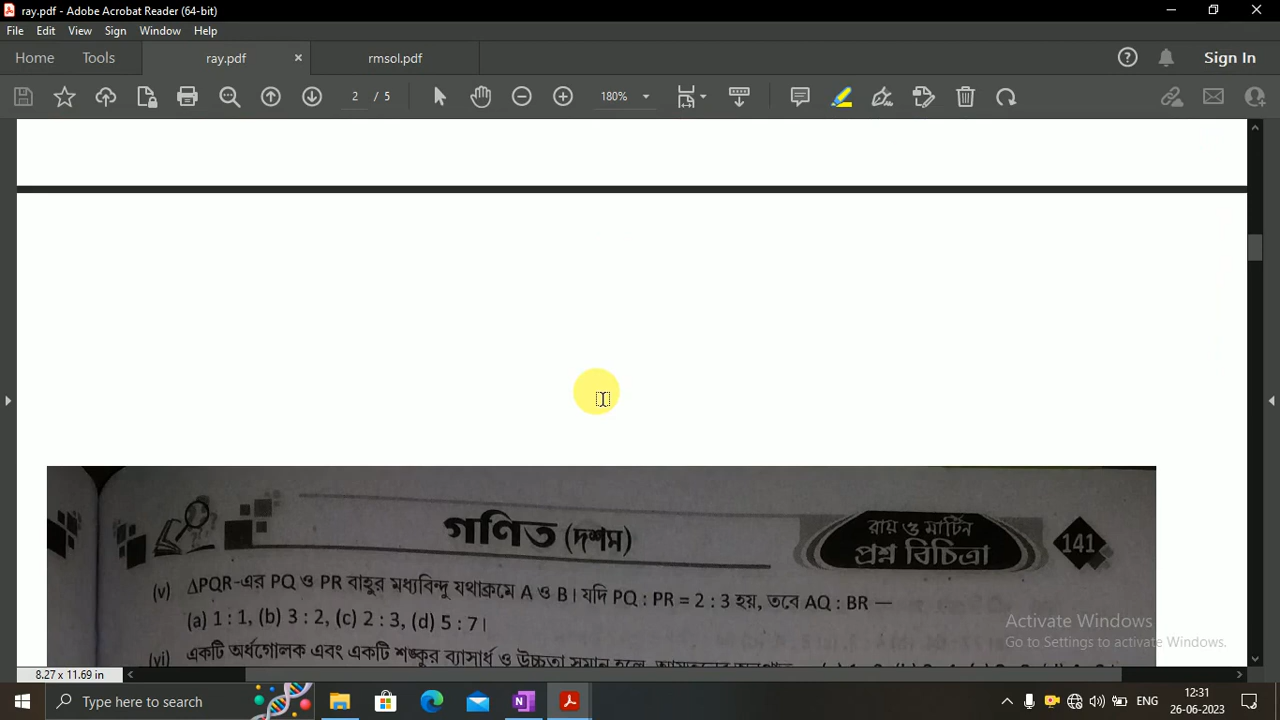 ray.pdf - Adobe Acrobat Reader (64-bit)
File Edit View Sign Window Help
Home Tools ray.pdf × rmsol.pdf Sign In
2 / 5 180%
গণিত (দশম)
রায় ও মার্টিন
প্রশ্ন বিচিত্রা
141
(v) ΔPQR-এর PQ ও PR বাহুর মধ্যবিন্দু যথাক্রমে A ও B। যদি PQ : PR = 2 : 3 হয়, তবে AQ : BR —
(a) 1 : 1, (b) 3 : 2, (c) 2 : 3, (d) 5 : 7।
(vi) একটি অর্ধগোলক এবং একটি শঙ্কুর ব্যাসার্ধ ও উচ্চতা সমান হলে
Activate Windows
Go to Settings to activate Windows.
8.27 x 11.69 in
Type here to search
ENG
12:31
26-06-2023